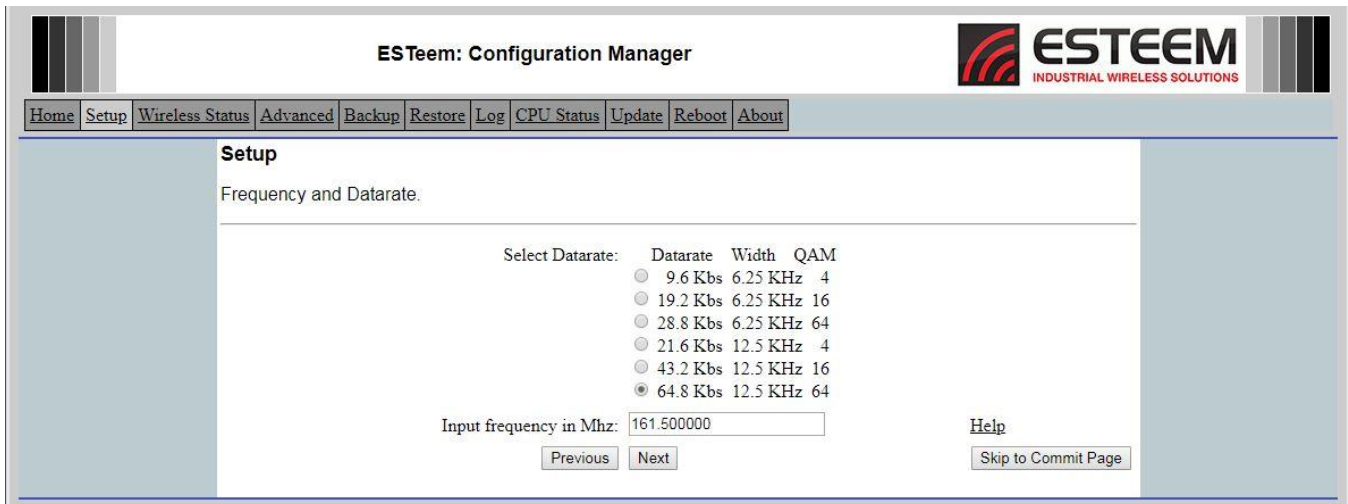 ESTeem: Configuration Manager
ESTEEM
INDUSTRIAL WIRELESS SOLUTIONS
Home Setup Wireless Status Advanced Backup Restore Log CPU Status Update Reboot About
Setup
Frequency and Datarate.
Select Datarate: Datarate Width QAM
9.6 Kbs 6.25 KHz 4
19.2 Kbs 6.25 KHz 16
28.8 Kbs 6.25 KHz 64
21.6 Kbs 12.5 KHz 4
43.2 Kbs 12.5 KHz 16
64.8 Kbs 12.5 KHz 64
Input frequency in Mhz: 161.500000 Help
Previous Next Skip to Commit Page